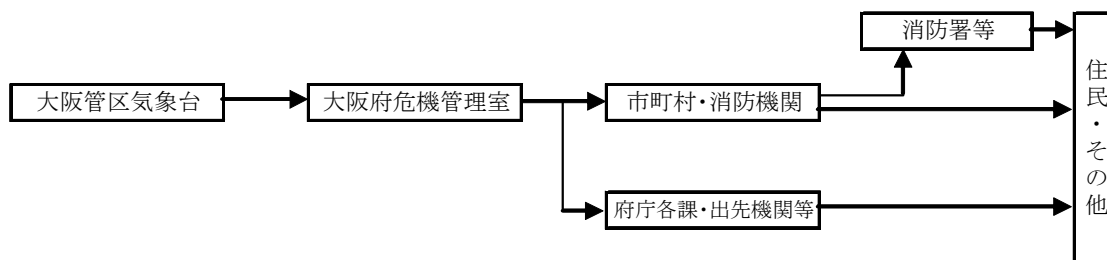 消防署等
大阪管区気象台
大阪府危機管理室
市町村・消防機関
府庁各課・出先機関等
住民・その他